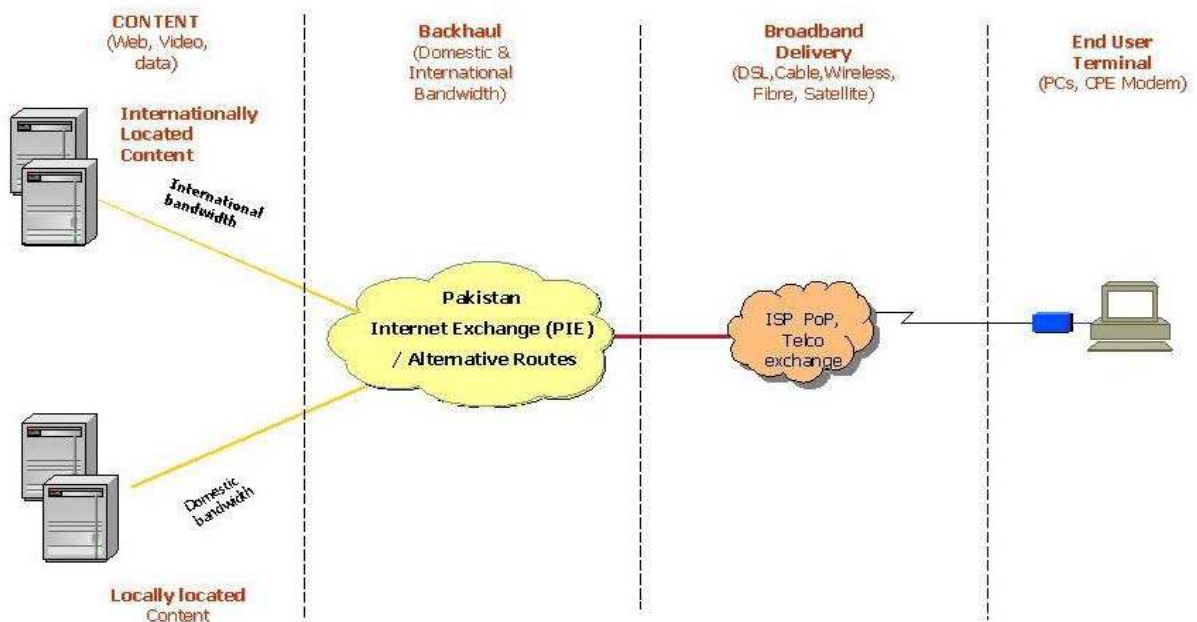 CONTENT
(Web, Video,
data)
Backhaul
(Domestic &
International
Bandwidth)
Broadband
Delivery
(DSL,Cable,Wireless,
Fibre, Satellite)
End User
Terminal
(PCs, CPE Modem)
Internationally
Located
Content
International
bandwidth
Pakistan
Internet Exchange (PIE)
/ Alternative Routes
ISP PoP,
Telco
exchange
Domestic
bandwidth
Locally located
Content